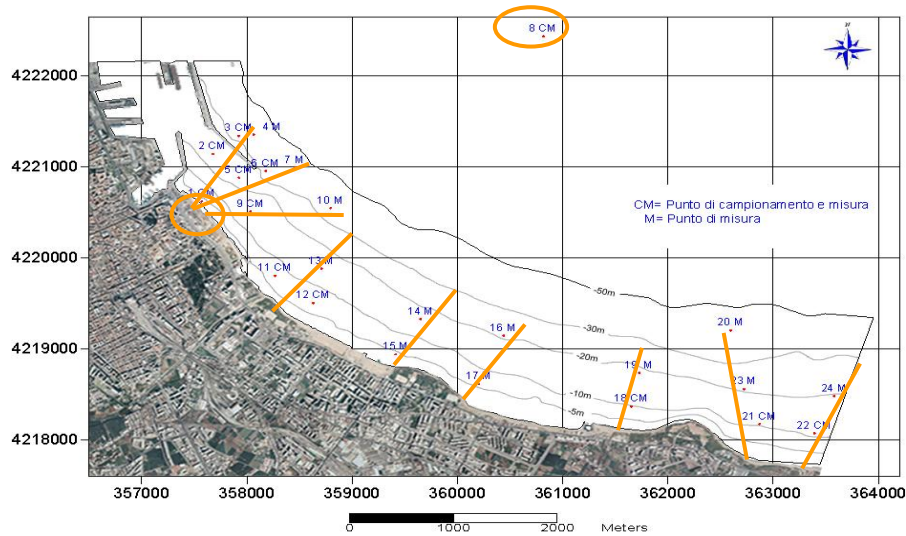 8 CM
N
4222000
3 CM
4 M
2 CM
4221000
6 CM
7 M
5 CM
1 CM
9 CM
10 M
CM= Punto di campionamento e misura
M= Punto di misura
4220000
11 CM
13 M
12 CM
-50m
14 M
16 M
20 M
-30m
4219000
15 M
-20m
19 M
17 M
23 M
24 M
-10m
18 CM
-5m
21 CM
22 CM
4218000
357000
358000
359000
360000
361000
362000
363000
364000
0
1000
2000
Meters